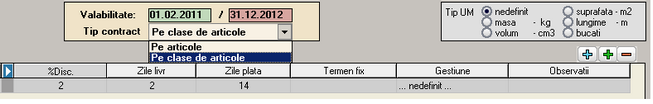 Valabilitate: 01.02.2011 / 31.12.2012
Tip contract Pe clase de articole
Pe articole
Pe clase de articole
Tip UM nedefinit suprafata - m2
masa - kg lungime - m
volum - cm3 bucati
%Disc. Zile livr Zile plata Termen fix Gestiune Observatii
2 2 14 ... nedefinit ...